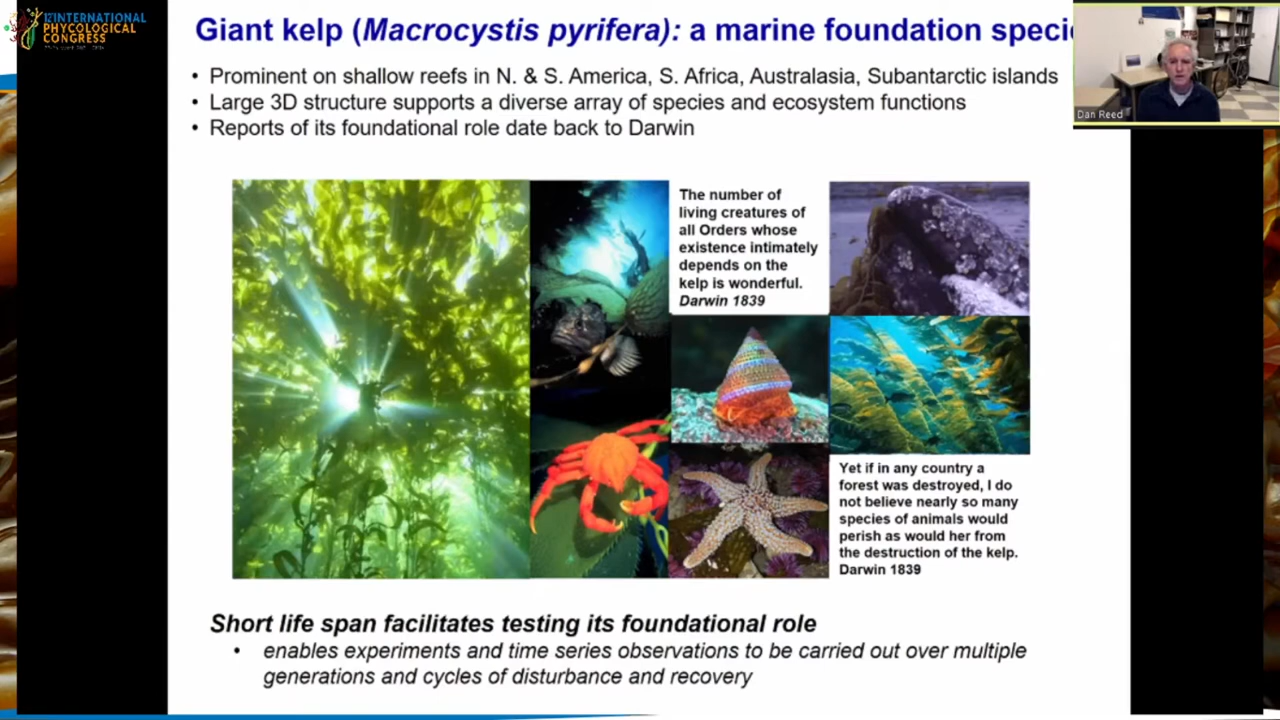 12th INTERNATIONAL
PHYCOLOGICAL
CONGRESS
Giant kelp (Macrocystis pyrifera): a marine foundation speci
Dan Reed
• Prominent on shallow reefs in N. & S. America, S. Africa, Australasia, Subantarctic islands
• Large 3D structure supports a diverse array of species and ecosystem functions
• Reports of its foundational role date back to Darwin
The number of
living creatures of
all Orders whose
existence intimately
depends on the
kelp is wonderful.
Darwin 1839
Yet if in any country a
forest was destroyed, I do
not believe nearly so many
species of animals would
perish as would her from
the destruction of the kelp.
Darwin 1839
Short life span facilitates testing its foundational role
• enables experiments and time series observations to be carried out over multiple
generations and cycles of disturbance and recovery